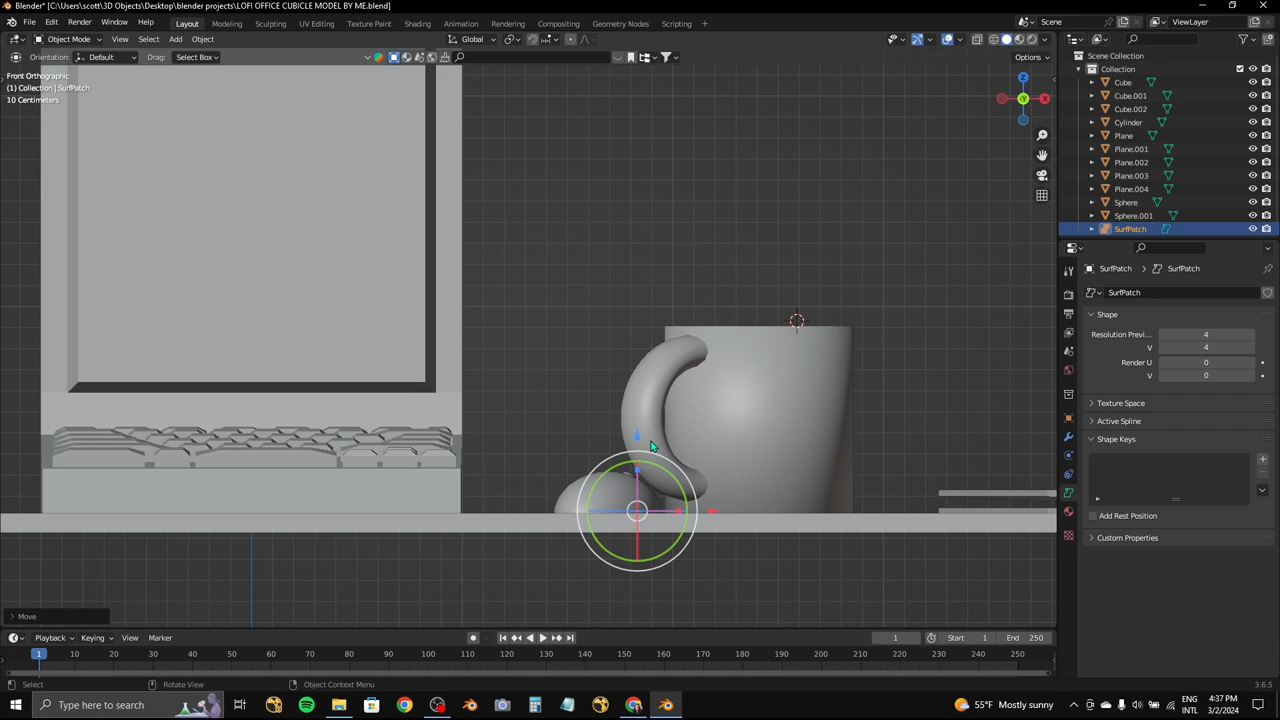 Blender* [C:\Users\scott\3D Objects\Desktop\blender projects\LOFI OFFICE CUBICLE MODEL BY ME.blend]
File Edit Render Window Help Layout Modeling Sculpting UV Editing Texture Paint Shading Animation Rendering Compositing Geometry Nodes Scripting Scene ViewLayer
Object Mode View Select Add Object Global
Orientation: Default Drag: Select Box Options
Front Orthographic
(1) Collection | SurfPatch
10 Centimeters
Z
Y
X
Scene Collection
Collection
Cube
Cube.001
Cube.002
Cylinder
Plane
Plane.001
Plane.002
Plane.003
Plane.004
Sphere
Sphere.001
SurfPatch
SurfPatch SurfPatch
SurfPatch
Shape
Resolution Previ... 4
V 4
Render U 0
V 0
Texture Space
Active Spline
Shape Keys
Add Rest Position
Custom Properties
Move
Playback Keying View Marker 1 Start 1 End 250
1 10 20 30 40 50 60 70 80 90 100 110 120 130 140 150 160 170 180 190 200 210 220 230 240 250
Select Rotate View Object Context Menu 3.6.5
Type here to search 55°F Mostly sunny ENG INTL 4:37 PM 3/2/2024